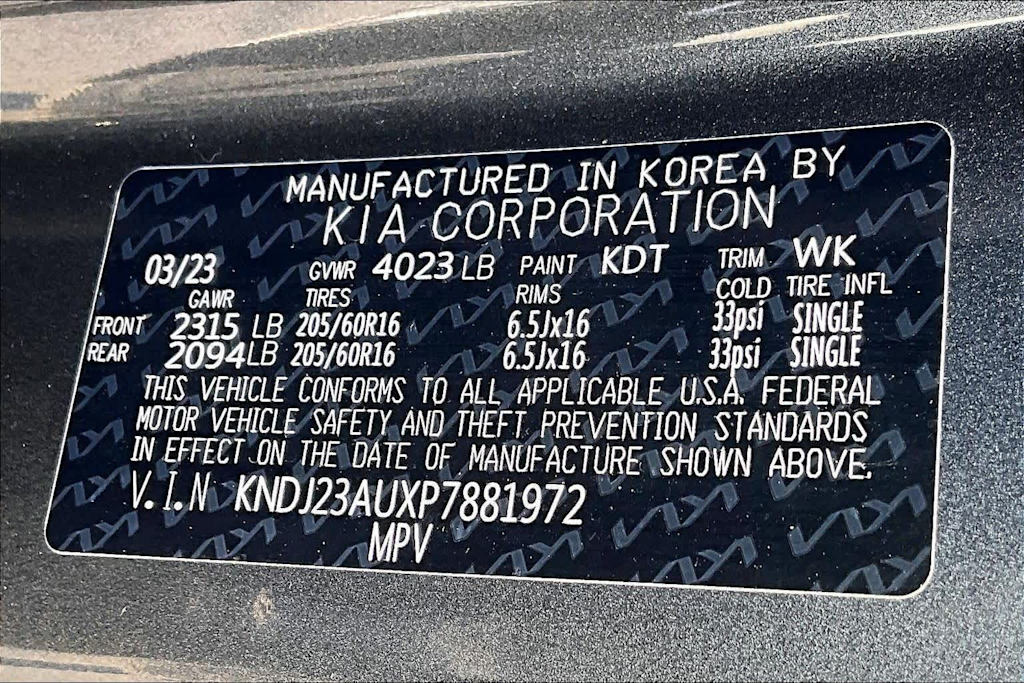 MANUFACTURED IN KOREA BY
KIA CORPORATION
03/23 GVWR 4023 LB PAINT KDT TRIM WK
GAWR TIRES RIMS COLD TIRE INFL
FRONT 2315 LB 205/60R16 6.5Jx16 33psi SINGLE
REAR 2094 LB 205/60R16 6.5Jx16 33psi SINGLE
THIS VEHICLE CONFORMS TO ALL APPLICABLE U.S.A. FEDERAL
MOTOR VEHICLE SAFETY AND THEFT PREVENTION STANDARDS
IN EFFECT ON THE DATE OF MANUFACTURE SHOWN ABOVE.
V.I.N KNDJ23AUXP7881972
MPV